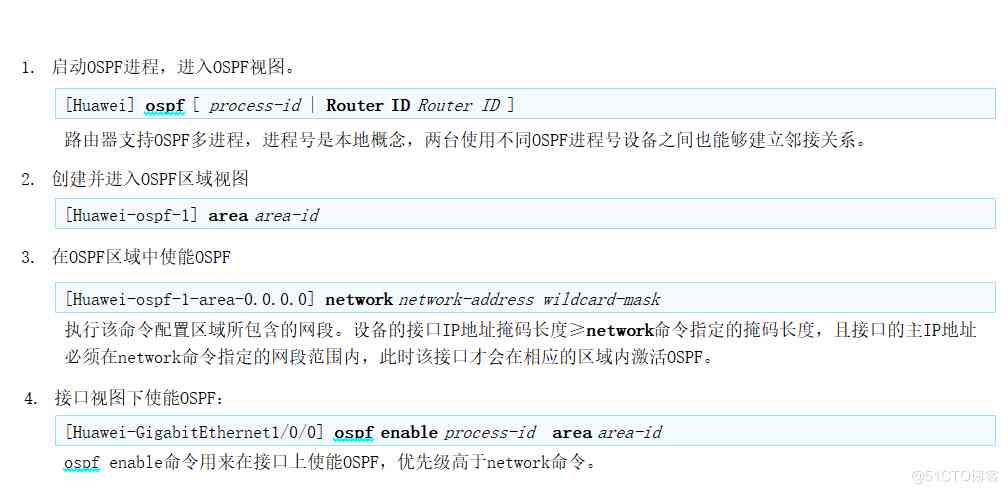 1. 启动OSPF进程，进入OSPF视图。
[Huawei] ospf [ process-id | Router ID Router ID ]
路由器支持OSPF多进程，进程号是本地概念，两台使用不同OSPF进程号设备之间也能够建立邻接关系。
2. 创建并进入OSPF区域视图
[Huawei-ospf-1] area area-id
3. 在OSPF区域中使能OSPF
[Huawei-ospf-1-area-0.0.0.0] network network-address wildcard-mask
执行该命令配置区域所包含的网段。设备的接口IP地址掩码长度≥network命令指定的掩码长度，且接口的主IP地址
必须在network命令指定的网段范围内，此时该接口才会在相应的区域内激活OSPF。
4. 接口视图下使能OSPF:
[Huawei-GigabitEthernet1/0/0] ospf enable process-id area area-id
ospf enable命令用来在接口上使能OSPF，优先级高于network命令。
@51CTO博客